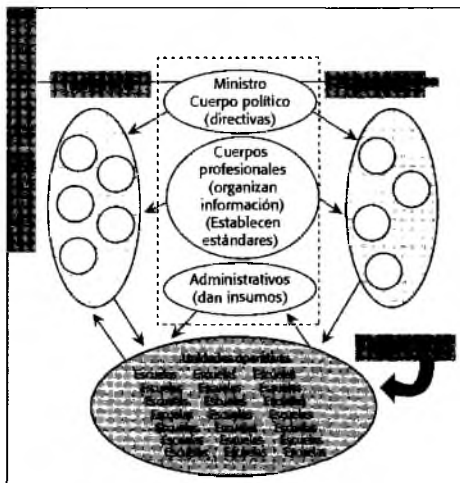 Ministro
Cuerpo político
(directivas)
Cuerpos
profesionales
(organizan
información)
(Establecen
estándares)
Administrativos
(dan insumos)
Unidades operativas
Escuelas Escuelas Escuelas
Escuelas Escuelas Escuelas
Escuelas Escuelas Escuelas
Escuelas Escuelas Escuelas
Escuelas Escuelas Escuelas
Escuelas Escuelas Escuelas
Escuelas Escuelas Escuelas